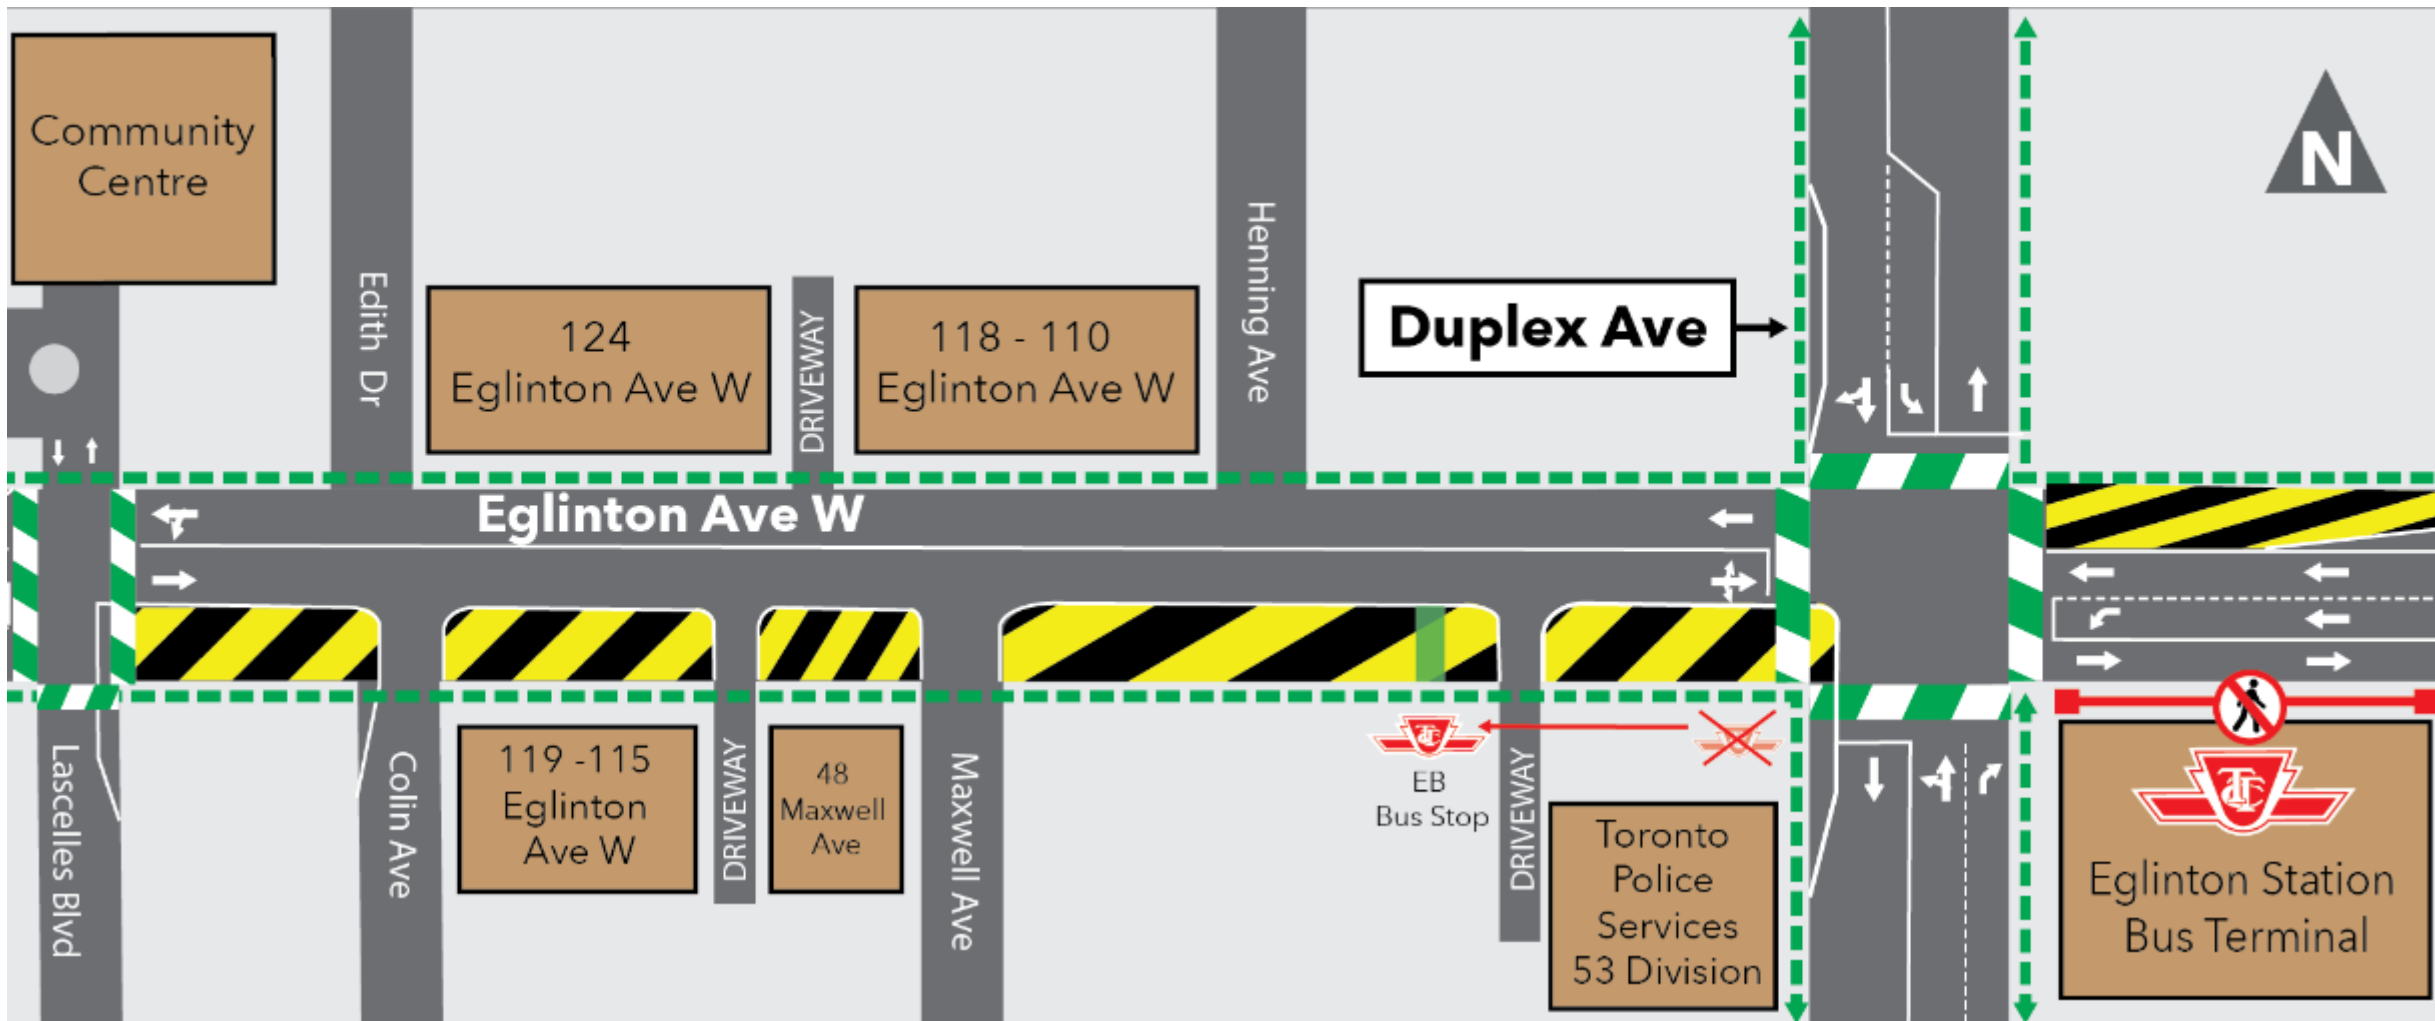 Community
Centre
Edith Dr
124
Eglinton Ave W
DRIVEWAY
118 - 110
Eglinton Ave W
Henning Ave
Duplex Ave
N
Eglinton Ave W
Lascelles Blvd
Colin Ave
119 -115
Eglinton
Ave W
DRIVEWAY
48
Maxwell
Ave
Maxwell Ave
TTC
EB
Bus Stop
DRIVEWAY
Toronto
Police
Services
53 Division
TTC
Eglinton Station
Bus Terminal